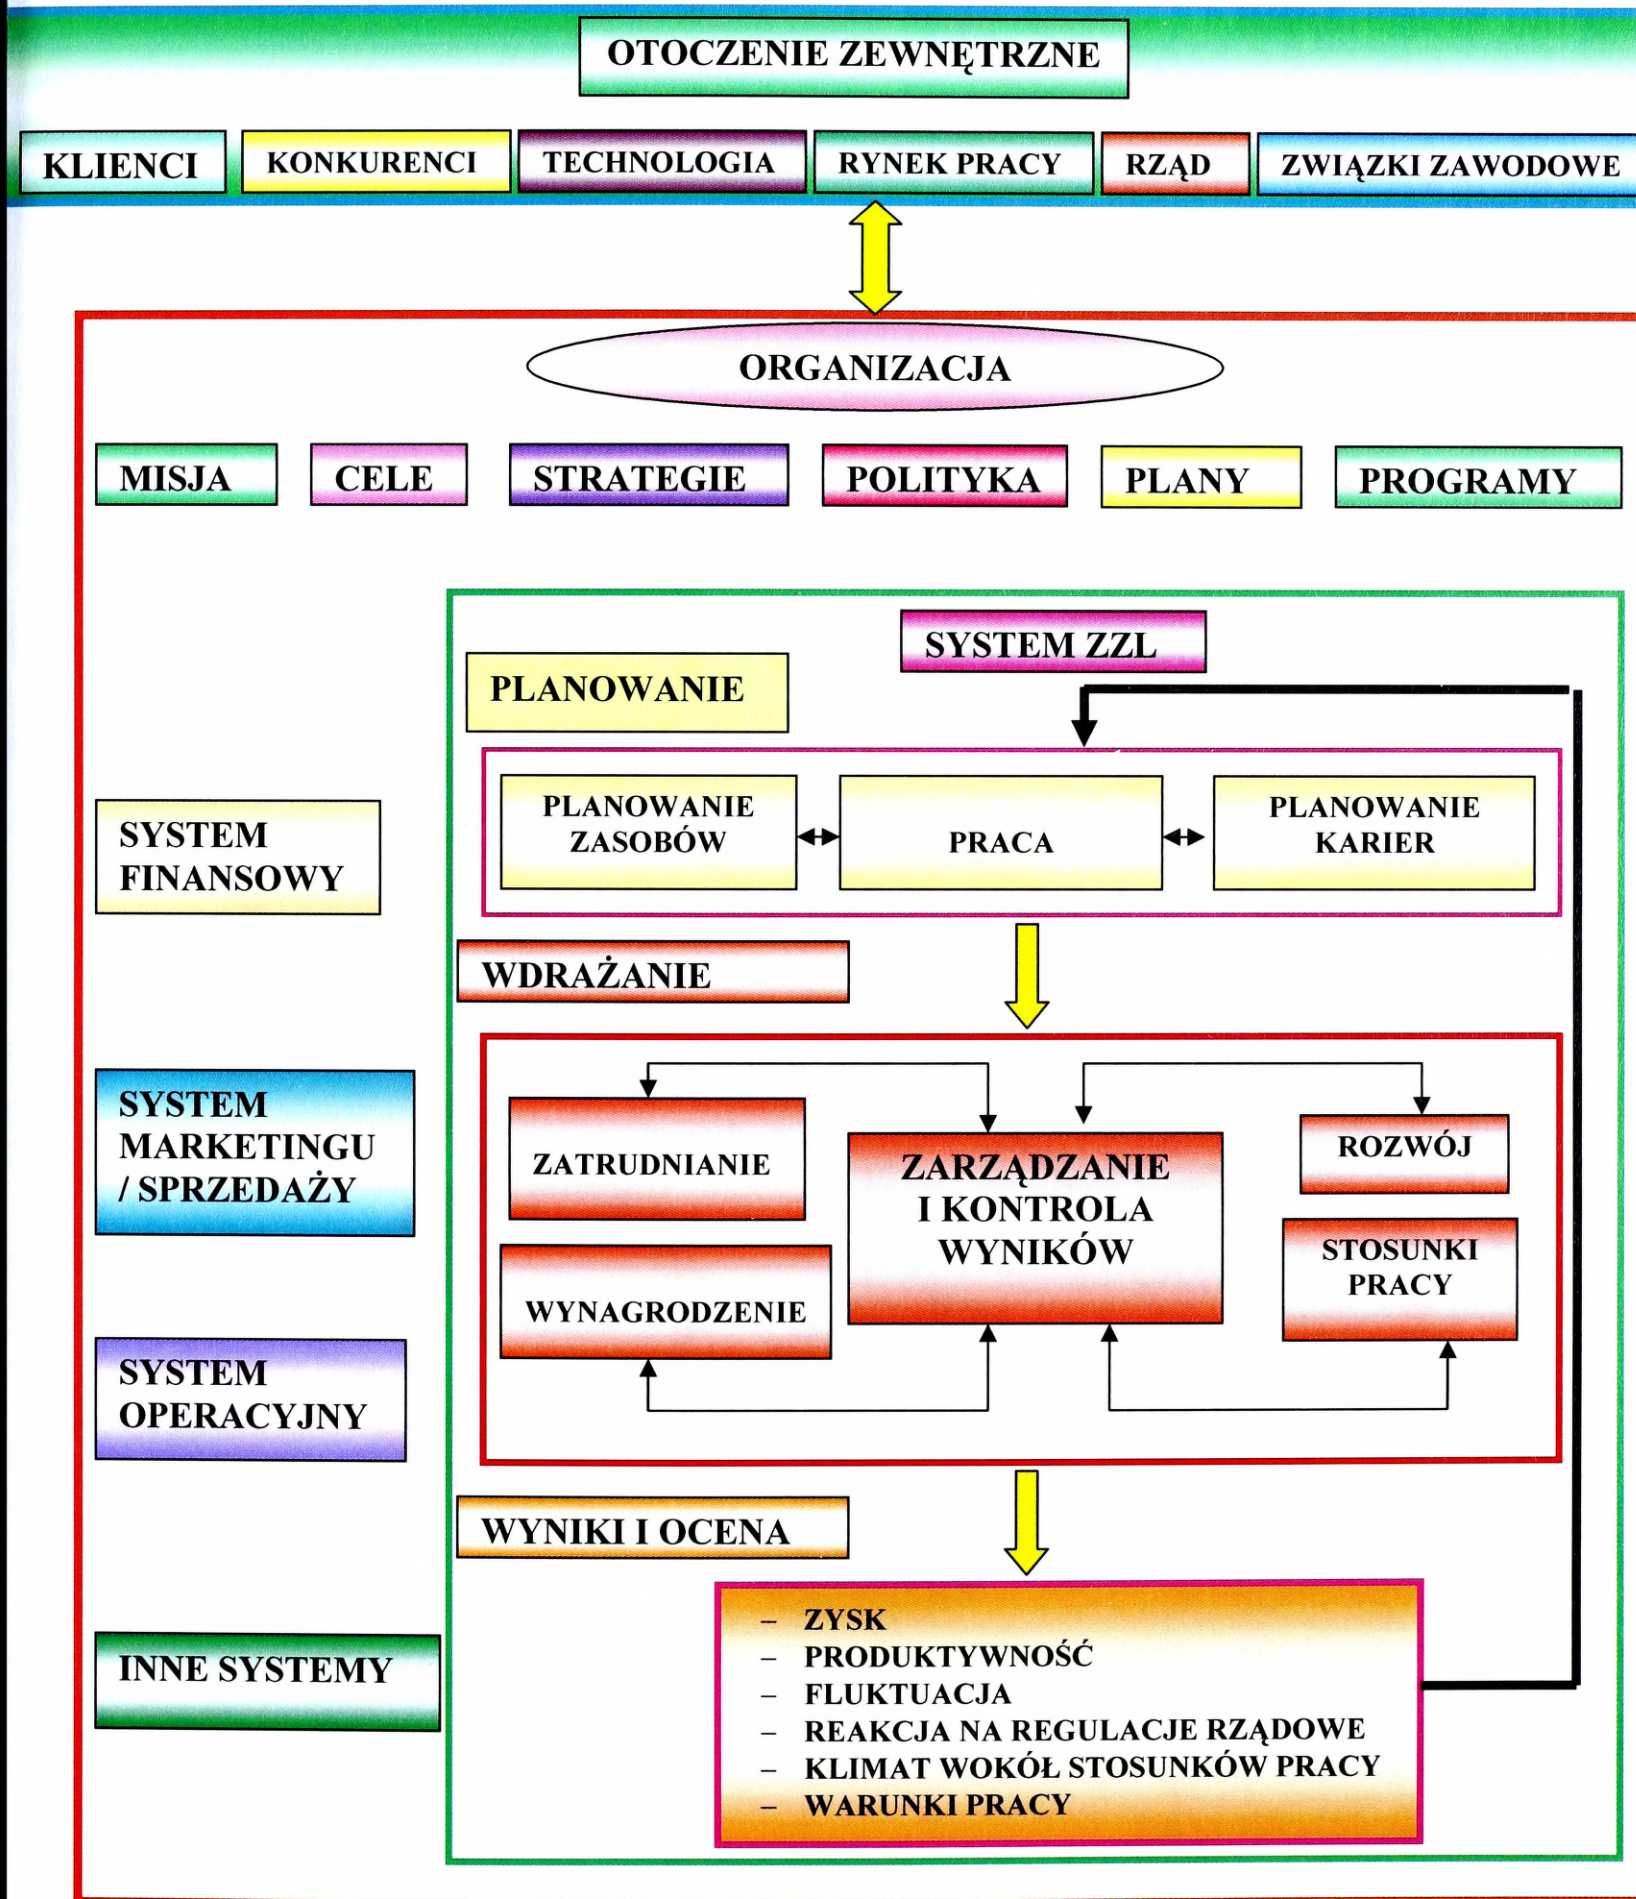 OTOCZENIE ZEWNĘTRZNE
KLIENCI
KONKURENCI
TECHNOLOGIA
RYNEK PRACY
RZĄD
ZWIĄZKI ZAWODOWE
ORGANIZACJA
MISJA
CELE
STRATEGIE
POLITYKA
PLANY
PROGRAMY
SYSTEM ZZL
PLANOWANIE
PLANOWANIE
ZASOBÓW
PRACA
PLANOWANIE
KARIER
SYSTEM
FINANSOWY
WDRAŻANIE
SYSTEM
MARKETINGU
/ SPRZEDAŻY
ZATRUDNIANIE
ZARZĄDZANIE
I KONTROLA
WYNIKÓW
ROZWÓJ
WYNAGRODZENIE
STOSUNKI
PRACY
SYSTEM
OPERACYJNY
WYNIKI I OCENA
INNE SYSTEMY
– ZYSK
– PRODUKTYWNOŚĆ
– FLUKTUACJA
– REAKCJA NA REGULACJE RZĄDOWE
– KLIMAT WOKÓŁ STOSUNKÓW PRACY
– WARUNKI PRACY